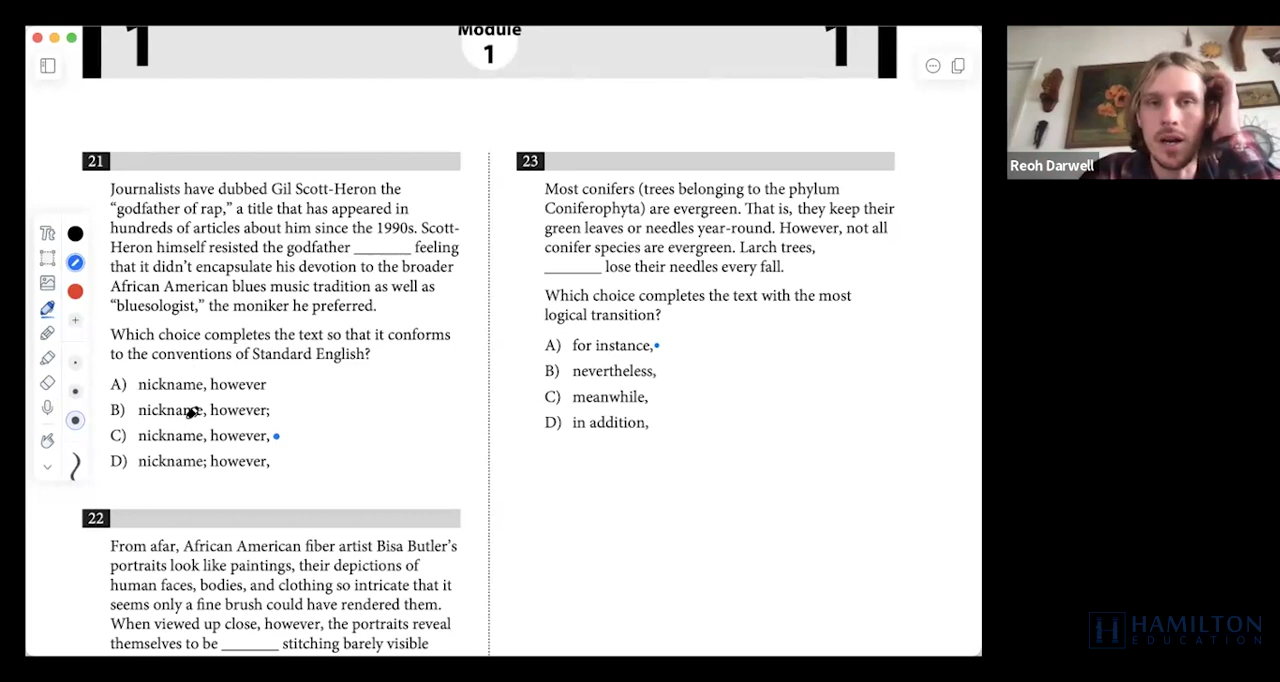 1
Module
1
1
21
Journalists have dubbed Gil Scott-Heron the
“godfather of rap,” a title that has appeared in
hundreds of articles about him since the 1990s. Scott-
Heron himself resisted the godfather _______ feeling
that it didn’t encapsulate his devotion to the broader
African American blues music tradition as well as
“bluesologist,” the moniker he preferred.
Which choice completes the text so that it conforms
to the conventions of Standard English?
A) nickname, however
B) nickname, however;
C) nickname, however,
D) nickname; however,
22
From afar, African American fiber artist Bisa Butler’s
portraits look like paintings, their depictions of
human faces, bodies, and clothing so intricate that it
seems only a fine brush could have rendered them.
When viewed up close, however, the portraits reveal
themselves to be _______ stitching barely visible
23
Most conifers (trees belonging to the phylum
Coniferophyta) are evergreen. That is, they keep their
green leaves or needles year-round. However, not all
conifer species are evergreen. Larch trees,
_______ lose their needles every fall.
Which choice completes the text with the most
logical transition?
A) for instance,
B) nevertheless,
C) meanwhile,
D) in addition,
Reoh Darwell
HAMILTON
EDUCATION